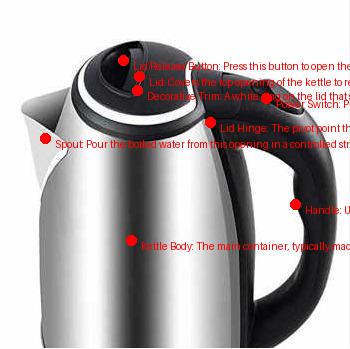 Lid Release Button: Press this button to open the
Lid: Covers the top opening of the kettle to re
Decorative Trim: A white on the lid that s
Power Switch: P
Lid Hinge: The pivot point th
Spout: Pour the boiled water from this opening in a controlled str
Handle: U
Kettle Body: The main container, typically mad